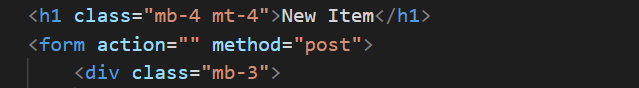 <h1 class="mb-4 mt-4">New Item</h1>
<form action="" method="post">
<div class="mb-3">